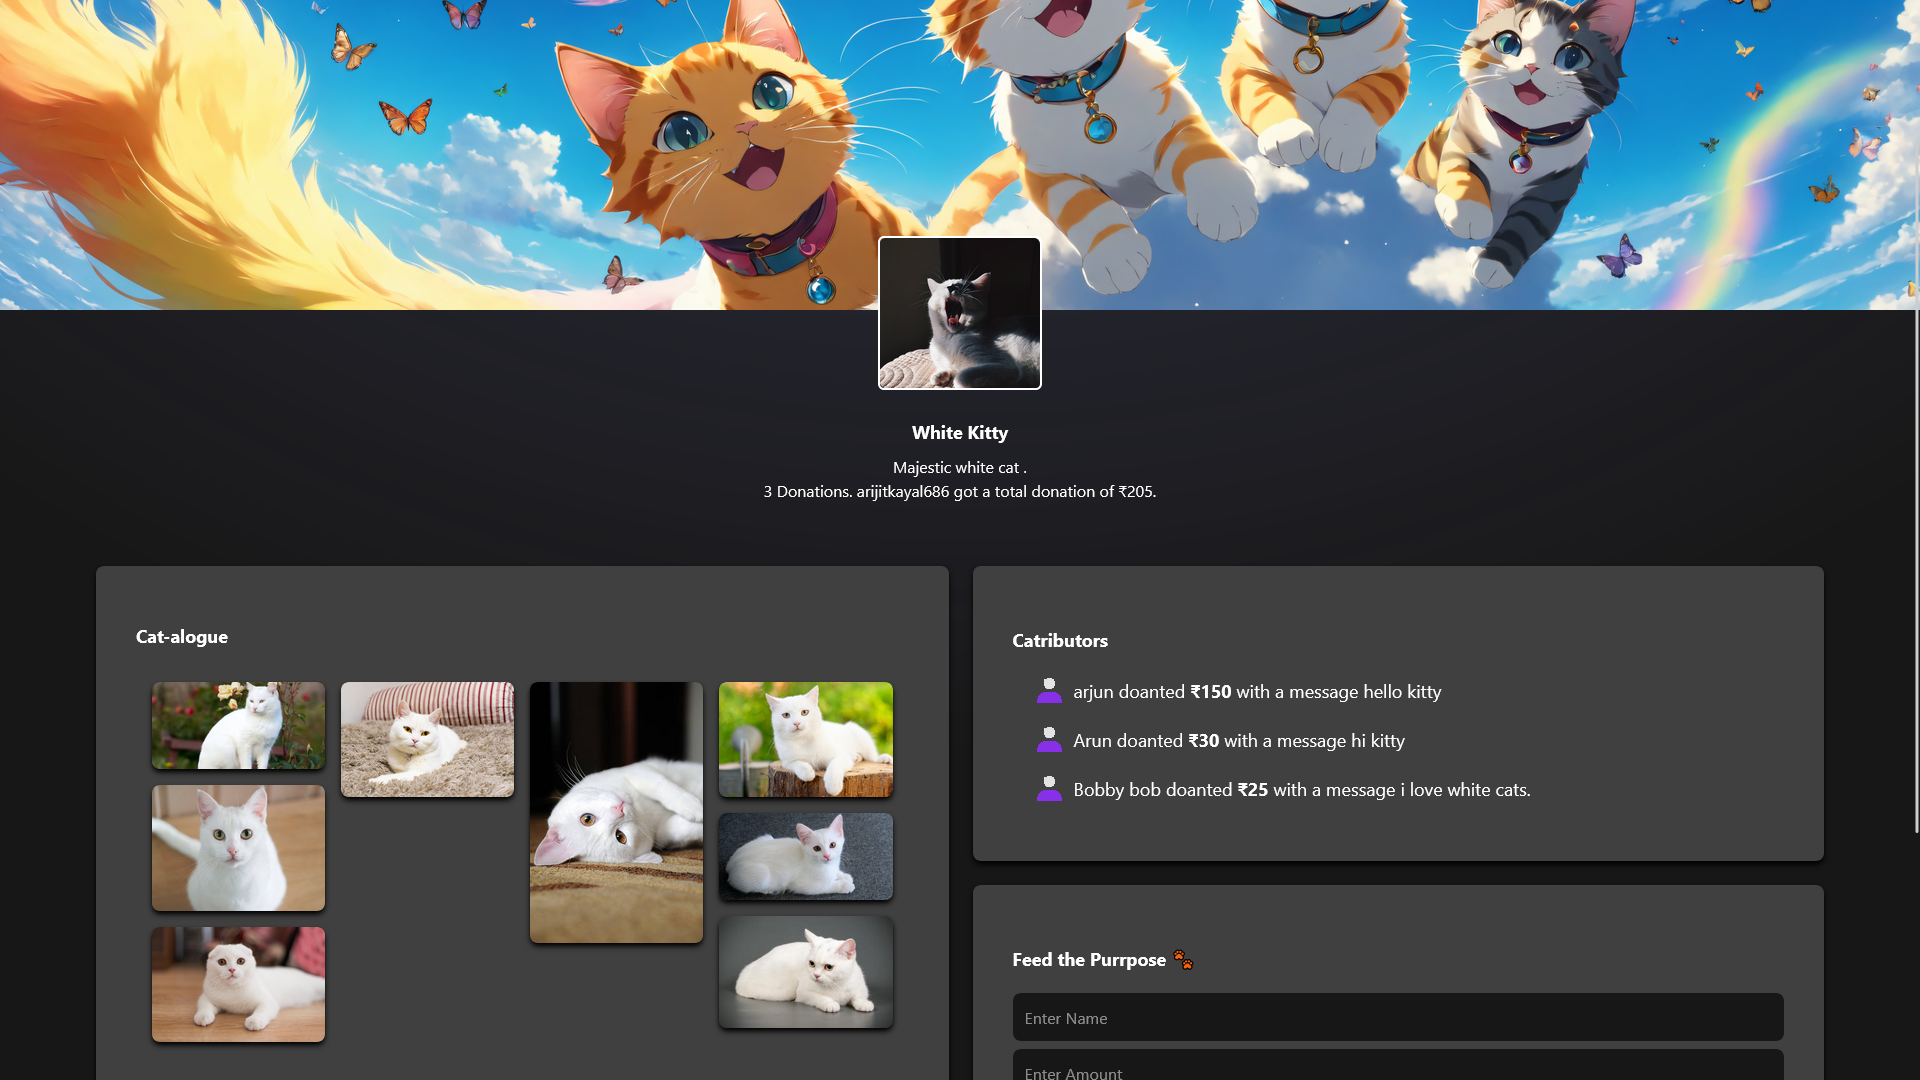 White Kitty
Majestic white cat .
3 Donations. arijitkayal686 got a total donation of ₹205.
Cat-alogue
Catributors
arjun doanted ₹150 with a message hello kitty
Arun doanted ₹30 with a message hi kitty
Bobby bob doanted ₹25 with a message i love white cats.
Feed the Purrpose
Enter Name
Enter Amount